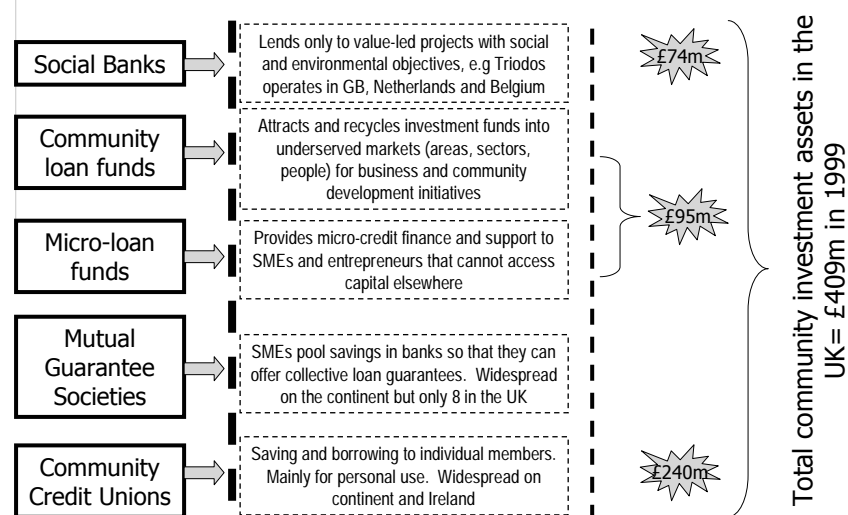 Social Banks
Lends only to value-led projects with social
and environmental objectives, e.g Triodos
operates in GB, Netherlands and Belgium
£74m
Community
loan funds
Attracts and recycles investment funds into
underserved markets (areas, sectors,
people) for business and community
development initiatives
£95m
Micro-loan
funds
Provides micro-credit finance and support to
SMEs and entrepreneurs that cannot access
capital elsewhere
Mutual
Guarantee
Societies
SMEs pool savings in banks so that they can
offer collective loan guarantees. Widespread
on the continent but only 8 in the UK
Community
Credit Unions
Saving and borrowing to individual members.
Mainly for personal use. Widespread on
continent and Ireland
£240m
Total community investment assets in the
UK= £409m in 1999